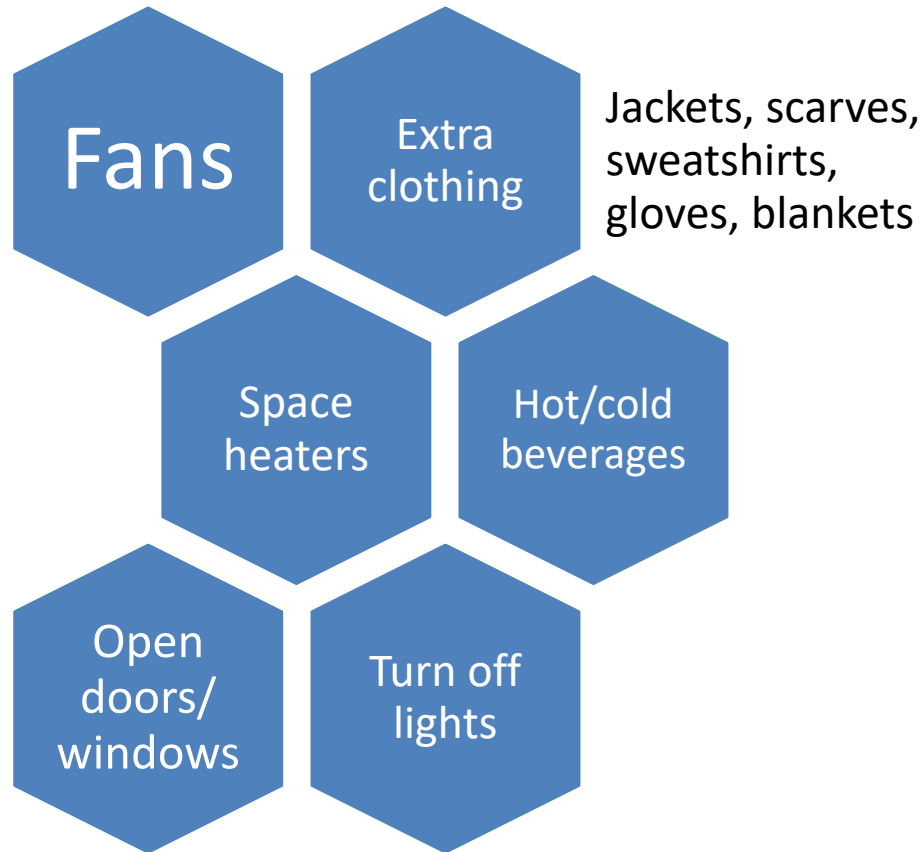 Fans
Extra
clothing
Jackets, scarves,
sweatshirts,
gloves, blankets
Space
heaters
Hot/cold
beverages
Open
doors/
windows
Turn off
lights